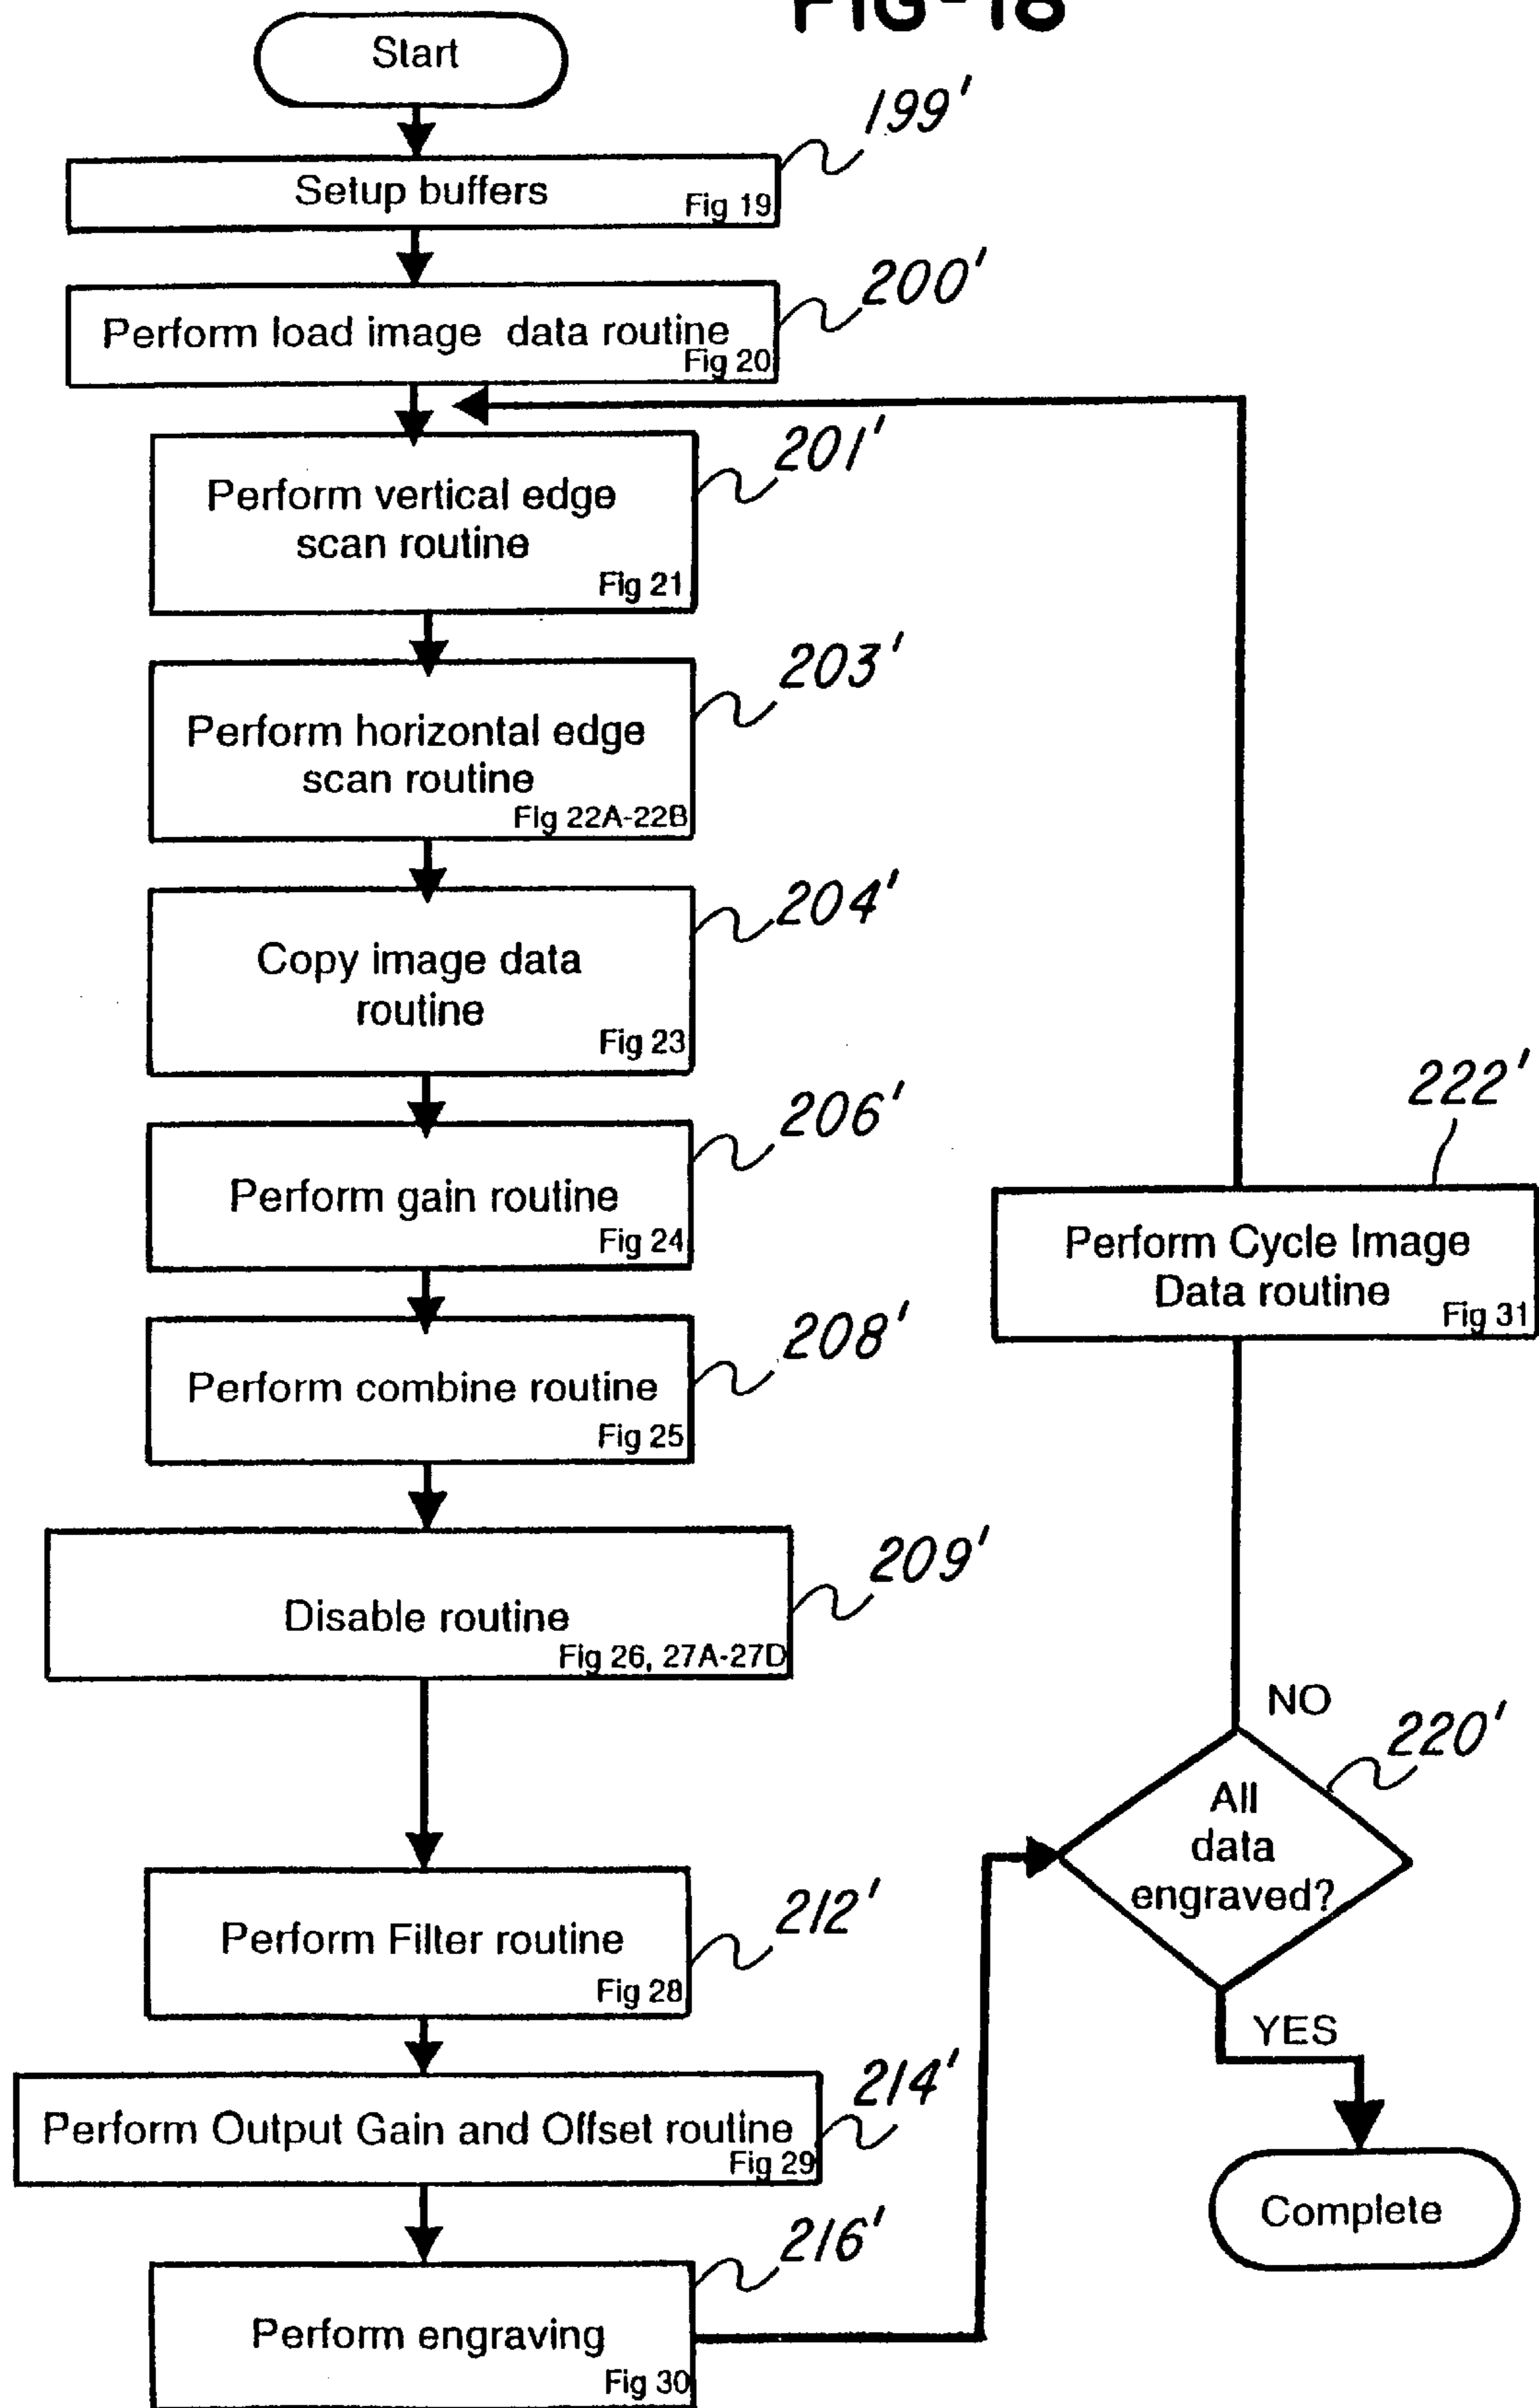 FIG-18
Start
199'
Setup buffers
Fig 19
200'
Perform load image data routine
Fig 20
201'
Perform vertical edge
scan routine
Fig 21
203'
Perform horizontal edge
scan routine
Fig 22A-22B
204'
Copy image data
routine
Fig 23
206'
Perform gain routine
Fig 24
208'
Perform combine routine
Fig 25
209'
Disable routine
Fig 26, 27A-27D
212'
Perform Filter routine
Fig 28
214'
Perform Output Gain and Offset routine
Fig 29
216'
Perform engraving
Fig 30
222'
Perform Cycle Image
Data routine
Fig 31
NO
220'
All
data
engraved?
YES
Complete